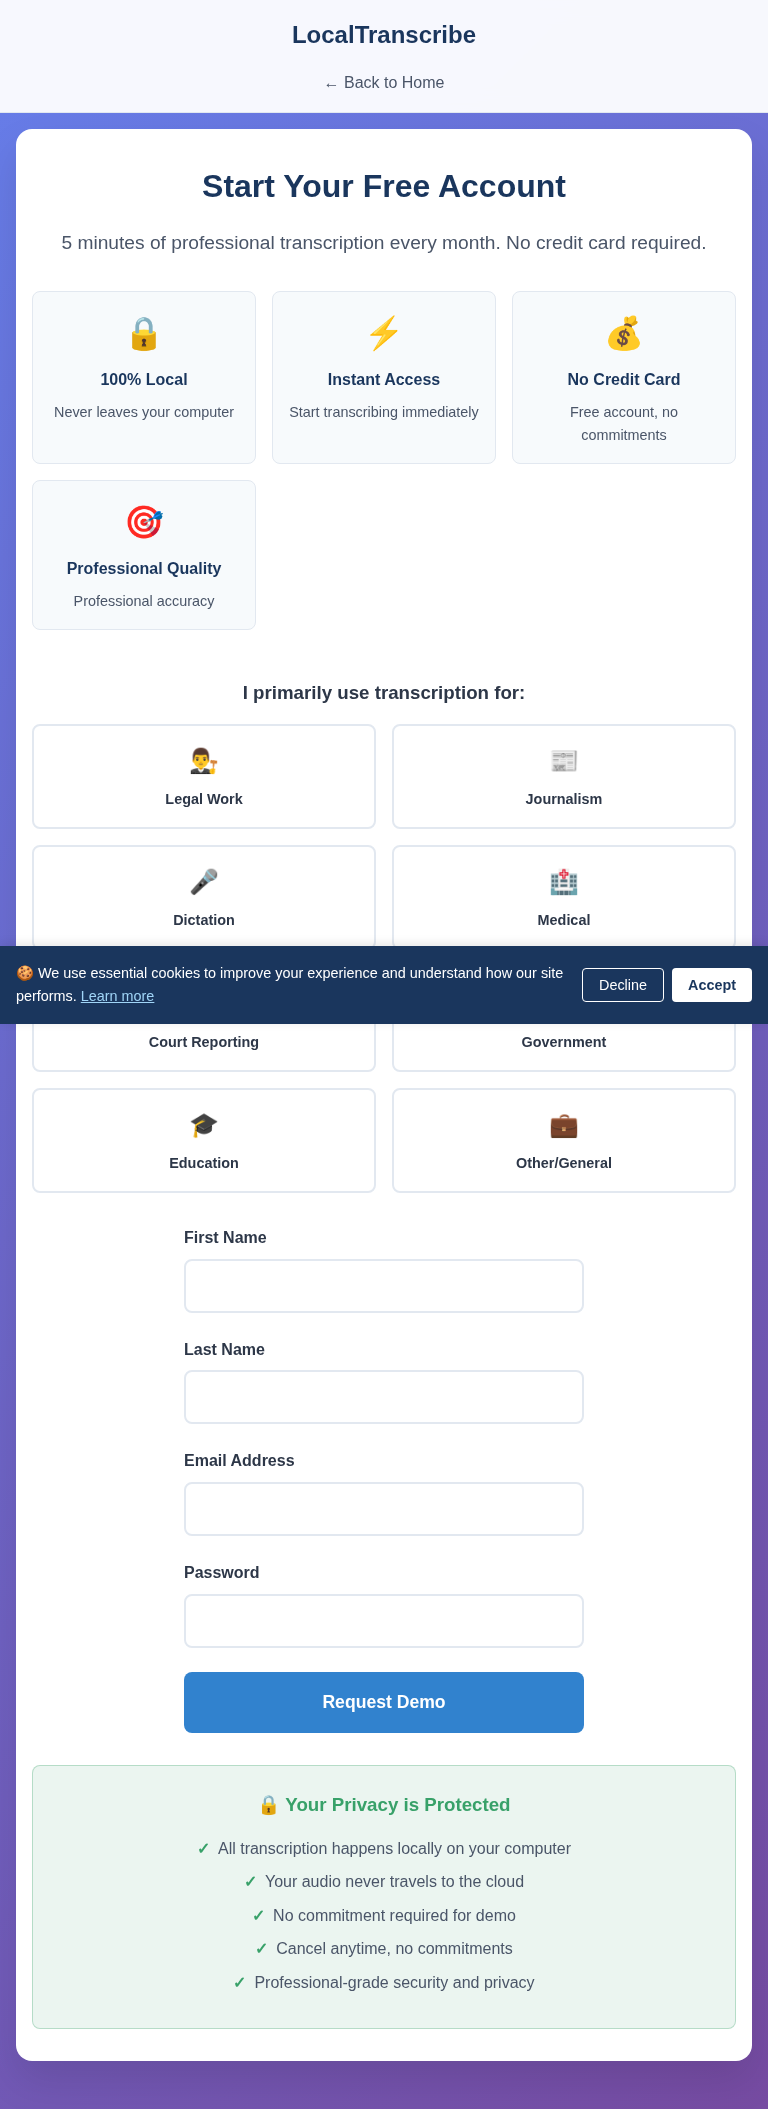 LocalTranscribe
← Back to Home
Start Your Free Account
5 minutes of professional transcription every month. No credit card required.
100% Local
Never leaves your computer
Instant Access
Start transcribing immediately
No Credit Card
Free account, no
commitments
Professional Quality
Professional accuracy
I primarily use transcription for:
Legal Work
Journalism
Dictation
Medical
🍪 We use essential cookies to improve your experience and understand how our site
performs. Learn more
Decline
Accept
Court Reporting
Government
Education
Other/General
First Name
Last Name
Email Address
Password
Request Demo
🔒 Your Privacy is Protected
✓ All transcription happens locally on your computer
✓ Your audio never travels to the cloud
✓ No commitment required for demo
✓ Cancel anytime, no commitments
✓ Professional-grade security and privacy